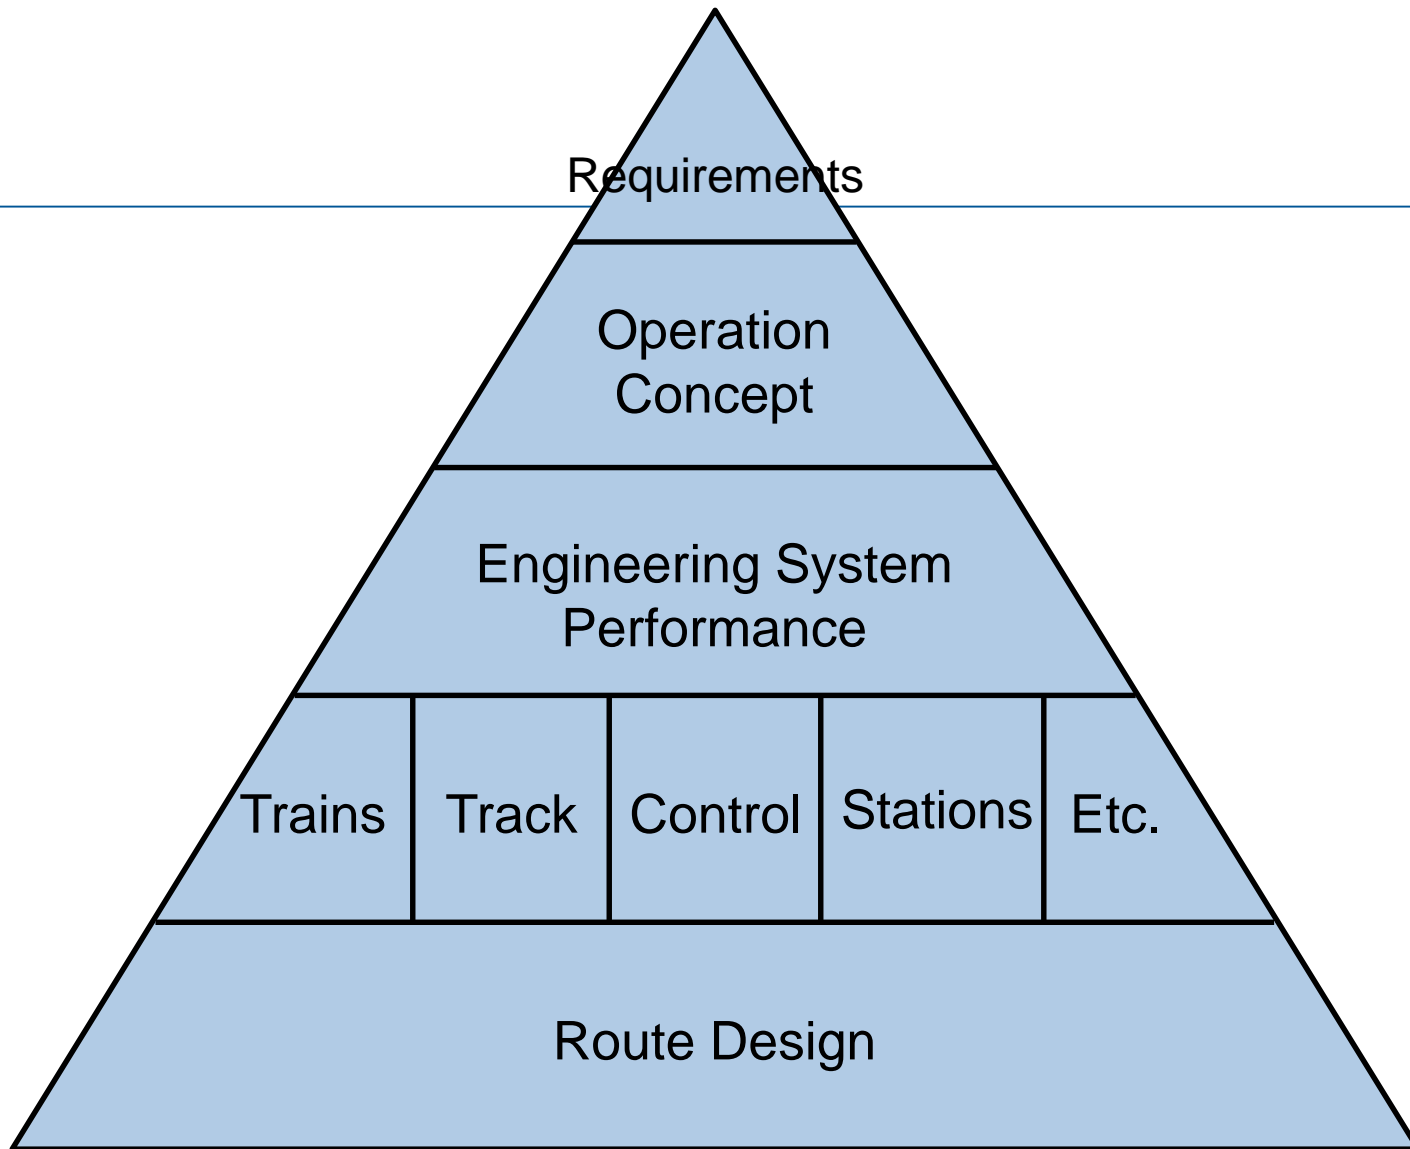 Requirements
Operation
Concept
Engineering System
Performance
Trains Track Control Stations Etc.
Route Design